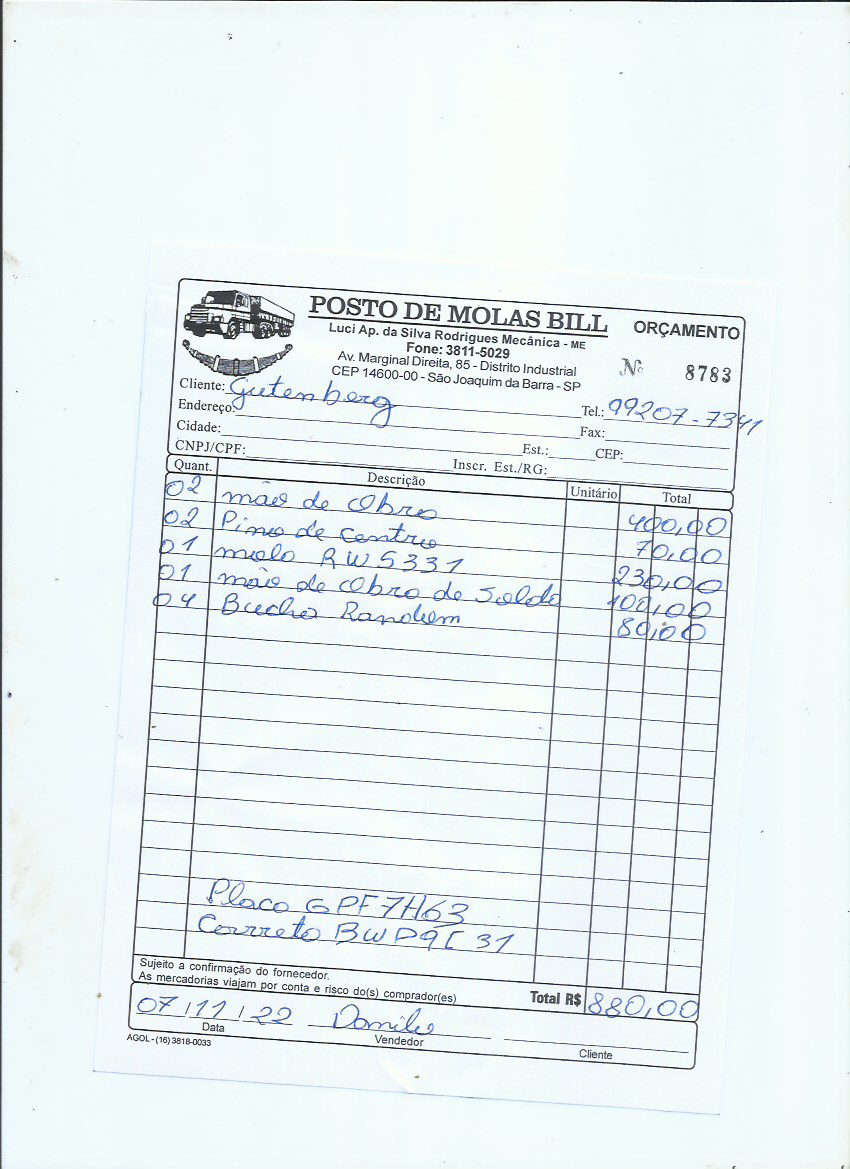 POSTO DE MOLAS BILL
ORÇAMENTO
Luci Ap. da Silva Rodrigues Mecânica - ME
Fone: 3811-5029
Av. Marginal Direita, 85 - Distrito Industrial
CEP 14600-00 - São Joaquim da Barra - SP
Nº 8783
Cliente: Gutenberg
Tel.: 99207-7341
Endereço:
Fax:
Cidade:
Est.: CEP:
CNPJ/CPF: Inscr. Est./RG:
Quant. Descrição Unitário Total
02 mão de Obra 400,00
02 Pino de Centro 70,00
01 mola RW5331 230,00
01 mão de Obra de Solda 100,00
04 Bucha Randem 80,00
Placa GPF7H63
Carreta BWD9C31
Sujeito a confirmação do fornecedor.
As mercadorias viajam por conta e risco do(s) comprador(es)
Total R$ 880,00
07/11/22 Danilo
Data Vendedor Cliente
AGOL - (16) 3818-0033